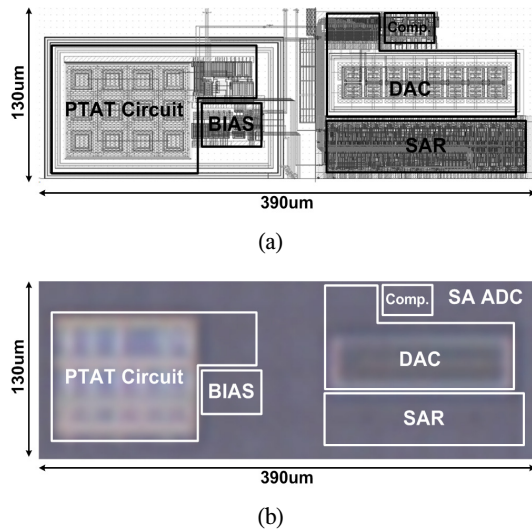 130um
Comp.
DAC
PTAT Circuit
BIAS
SAR
390um
(a)
130um
Comp.
SA ADC
PTAT Circuit
DAC
BIAS
SAR
390um
(b)